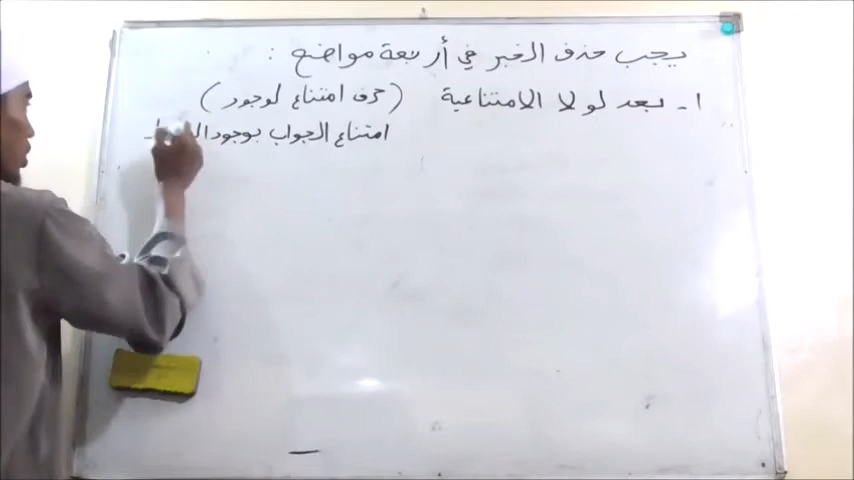 يجب حذف الخبر في أربعة مواضع :
١ - بعد لولا الامتناعية (حرف امتناع لوجود)
امتناع الجواب بوجود